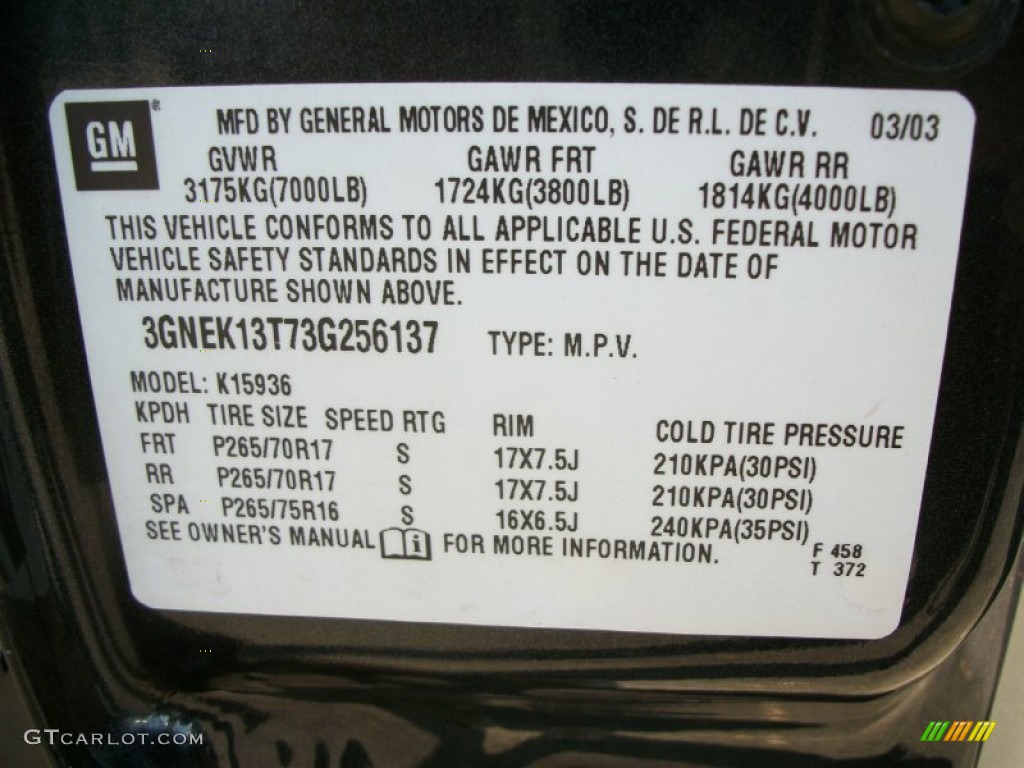 GM®
MFD BY GENERAL MOTORS DE MEXICO, S. DE R.L. DE C.V. 03/03
GVWR GAWR FRT GAWR RR
3175KG(7000LB) 1724KG(3800LB) 1814KG(4000LB)
THIS VEHICLE CONFORMS TO ALL APPLICABLE U.S. FEDERAL MOTOR
VEHICLE SAFETY STANDARDS IN EFFECT ON THE DATE OF
MANUFACTURE SHOWN ABOVE.
3GNEK13T73G256137 TYPE: M.P.V.
MODEL: K15936
KPDH TIRE SIZE SPEED RTG RIM COLD TIRE PRESSURE
FRT P265/70R17 S 17X7.5J 210KPA(30PSI)
RR P265/70R17 S 17X7.5J 210KPA(30PSI)
SPA P265/75R16 S 16X6.5J 240KPA(35PSI)
SEE OWNER'S MANUAL i FOR MORE INFORMATION.
F 458
T 372
GTCARLOT.COM